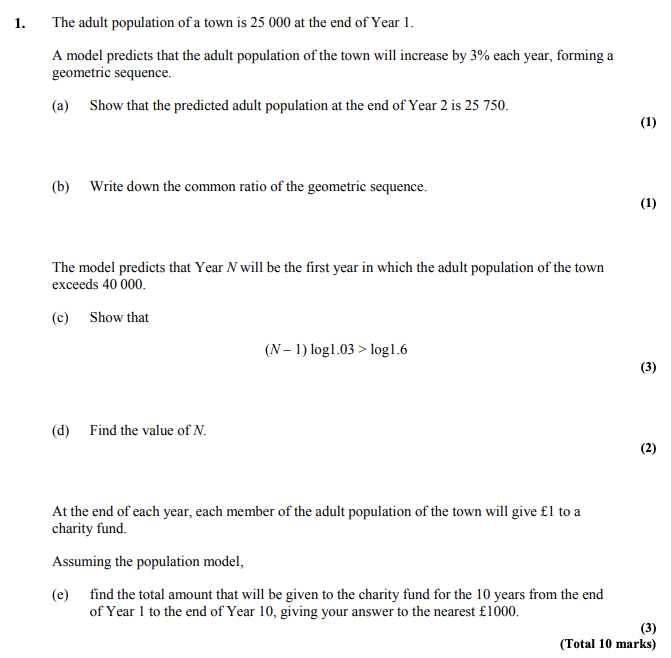 1. The adult population of a town is 25 000 at the end of Year 1.
A model predicts that the adult population of the town will increase by 3% each year, forming a
geometric sequence.
(a) Show that the predicted adult population at the end of Year 2 is 25 750.
(1)
(b) Write down the common ratio of the geometric sequence.
(1)
The model predicts that Year N will be the first year in which the adult population of the town
exceeds 40 000.
(c) Show that
(N – 1) log1.03 > log1.6
(3)
(d) Find the value of N.
(2)
At the end of each year, each member of the adult population of the town will give £1 to a
charity fund.
Assuming the population model,
(e) find the total amount that will be given to the charity fund for the 10 years from the end
of Year 1 to the end of Year 10, giving your answer to the nearest £1000.
(3)
(Total 10 marks)